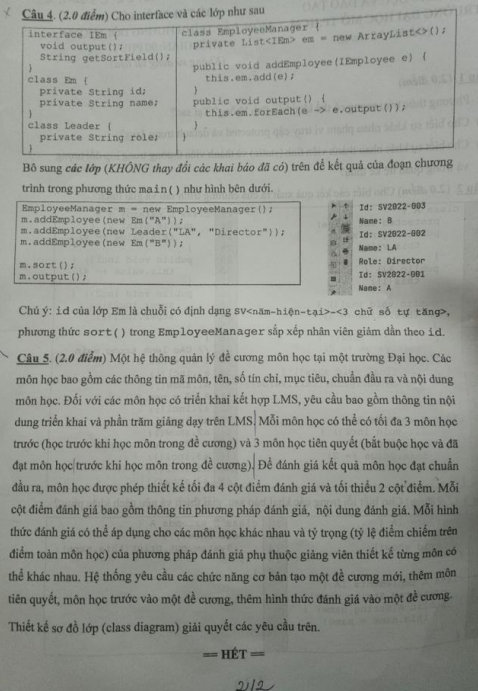 Câu 4. (2.0 điểm) Cho interface và các lớp như sau
interface IEm {
void output();
String getSortField();
}
class Em {
private String id;
private String name;
}
class Leader {
private String role;
}
class EmployeeManager {
private List<IEm> em = new ArrayList<>();
public void addEmployee(IEmployee e) {
this.em.add(e);
}
public void output() {
this.em.forEach(e -> e.output());
}
}
Bổ sung các lớp (KHÔNG thay đổi các khai báo đã có) trên để kết quả của đoạn chương
trình trong phương thức main() như hình bên dưới.
EmployeeManager m = new EmployeeManager();
m.addEmployee(new Em("A"));
m.addEmployee(new Leader("LA", "Director"));
m.addEmployee(new Em("B"));
m.sort();
m.output();
Id: SV2022-003
Name: B
Id: SV2022-002
Name: LA
Role: Director
Id: SV2022-001
Name: A
Chú ý: id của lớp Em là chuỗi có định dạng SV<năm-hiện-tại>-<3 chữ số tự tăng>,
phương thức sort() trong EmployeeManager sắp xếp nhân viên giảm dần theo id.
Câu 5. (2.0 điểm) Một hệ thông quản lý đề cương môn học tại một trường Đại học. Các
môn học bao gồm các thông tin mã môn, tên, số tín chỉ, mục tiêu, chuẩn đầu ra và nội dung
môn học. Đối với các môn học có triển khai kết hợp LMS, yêu cầu bao gồm thông tin nội
dung triển khai và phần trăm giảng dạy trên LMS. Mỗi môn học có thể có tối đa 3 môn học
trước (học trước khi học môn trong đề cương) và 3 môn học tiên quyết (bắt buộc học và đã
đạt môn học trước khi học môn trong đề cương). Để đánh giá kết quả môn học đạt chuẩn
đầu ra, môn học được phép thiết kế tối đa 4 cột điểm đánh giá và tối thiểu 2 cột điểm. Mỗi
cột điểm đánh giá bao gồm thông tin phương pháp đánh giá, nội dung đánh giá. Mỗi hình
thức đánh giá có thể áp dụng cho các môn học khác nhau và tỷ trọng (tỷ lệ điểm chiếm trên
điểm toàn môn học) của phương pháp đánh giá phụ thuộc giảng viên thiết kế từng môn có
thể khác nhau. Hệ thống yêu cầu các chức năng cơ bản tạo một đề cương mới, thêm môn
tiên quyết, môn học trước vào một đề cương, thêm hình thức đánh giá vào một đề cương.
Thiết kế sơ đồ lớp (class diagram) giải quyết các yêu cầu trên.
== HẾT ==
2/2